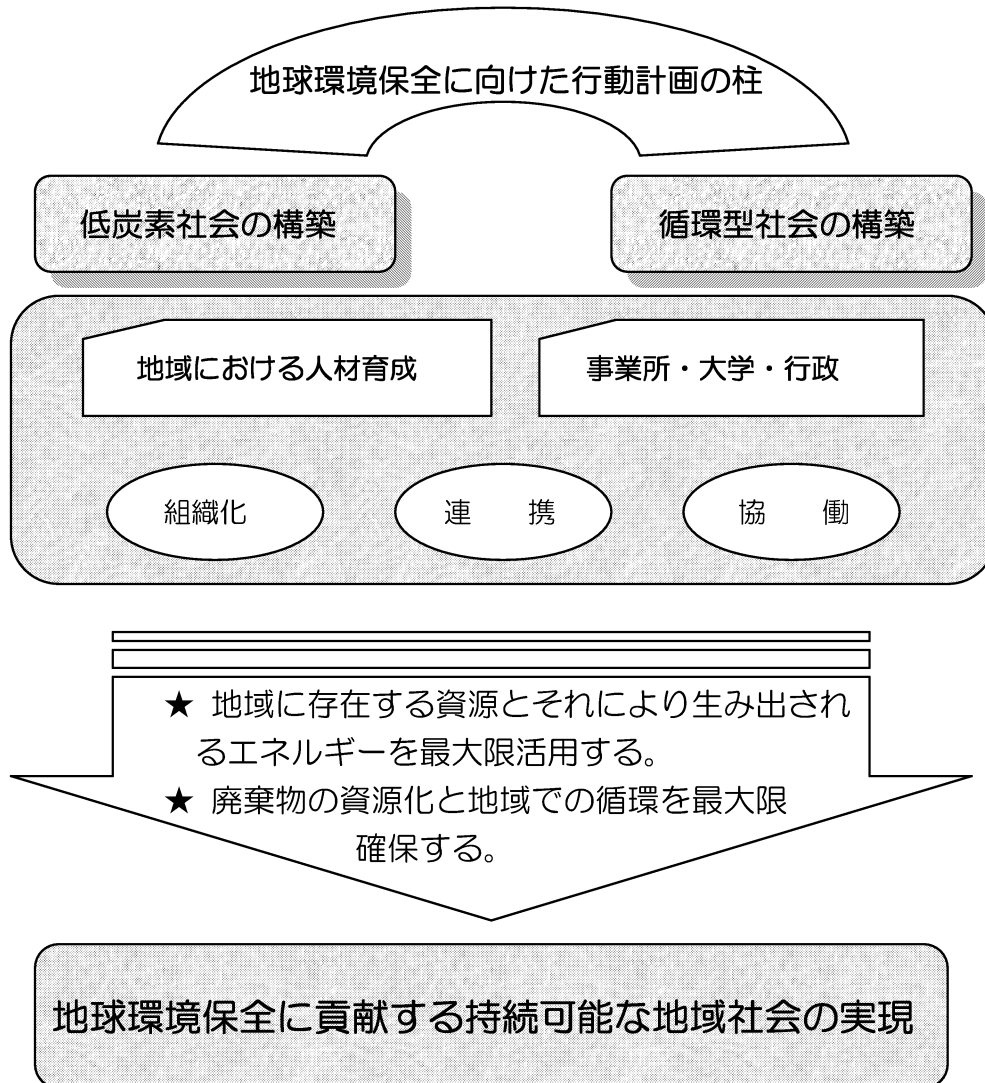 地球環境保全に向けた行動計画の柱
低炭素社会の構築
循環型社会の構築
地域における人材育成
事業所・大学・行政
組織化
連　携
協　働
★ 地域に存在する資源とそれにより生み出され
るエネルギーを最大限活用する。
★ 廃棄物の資源化と地域での循環を最大限
確保する。
地球環境保全に貢献する持続可能な地域社会の実現